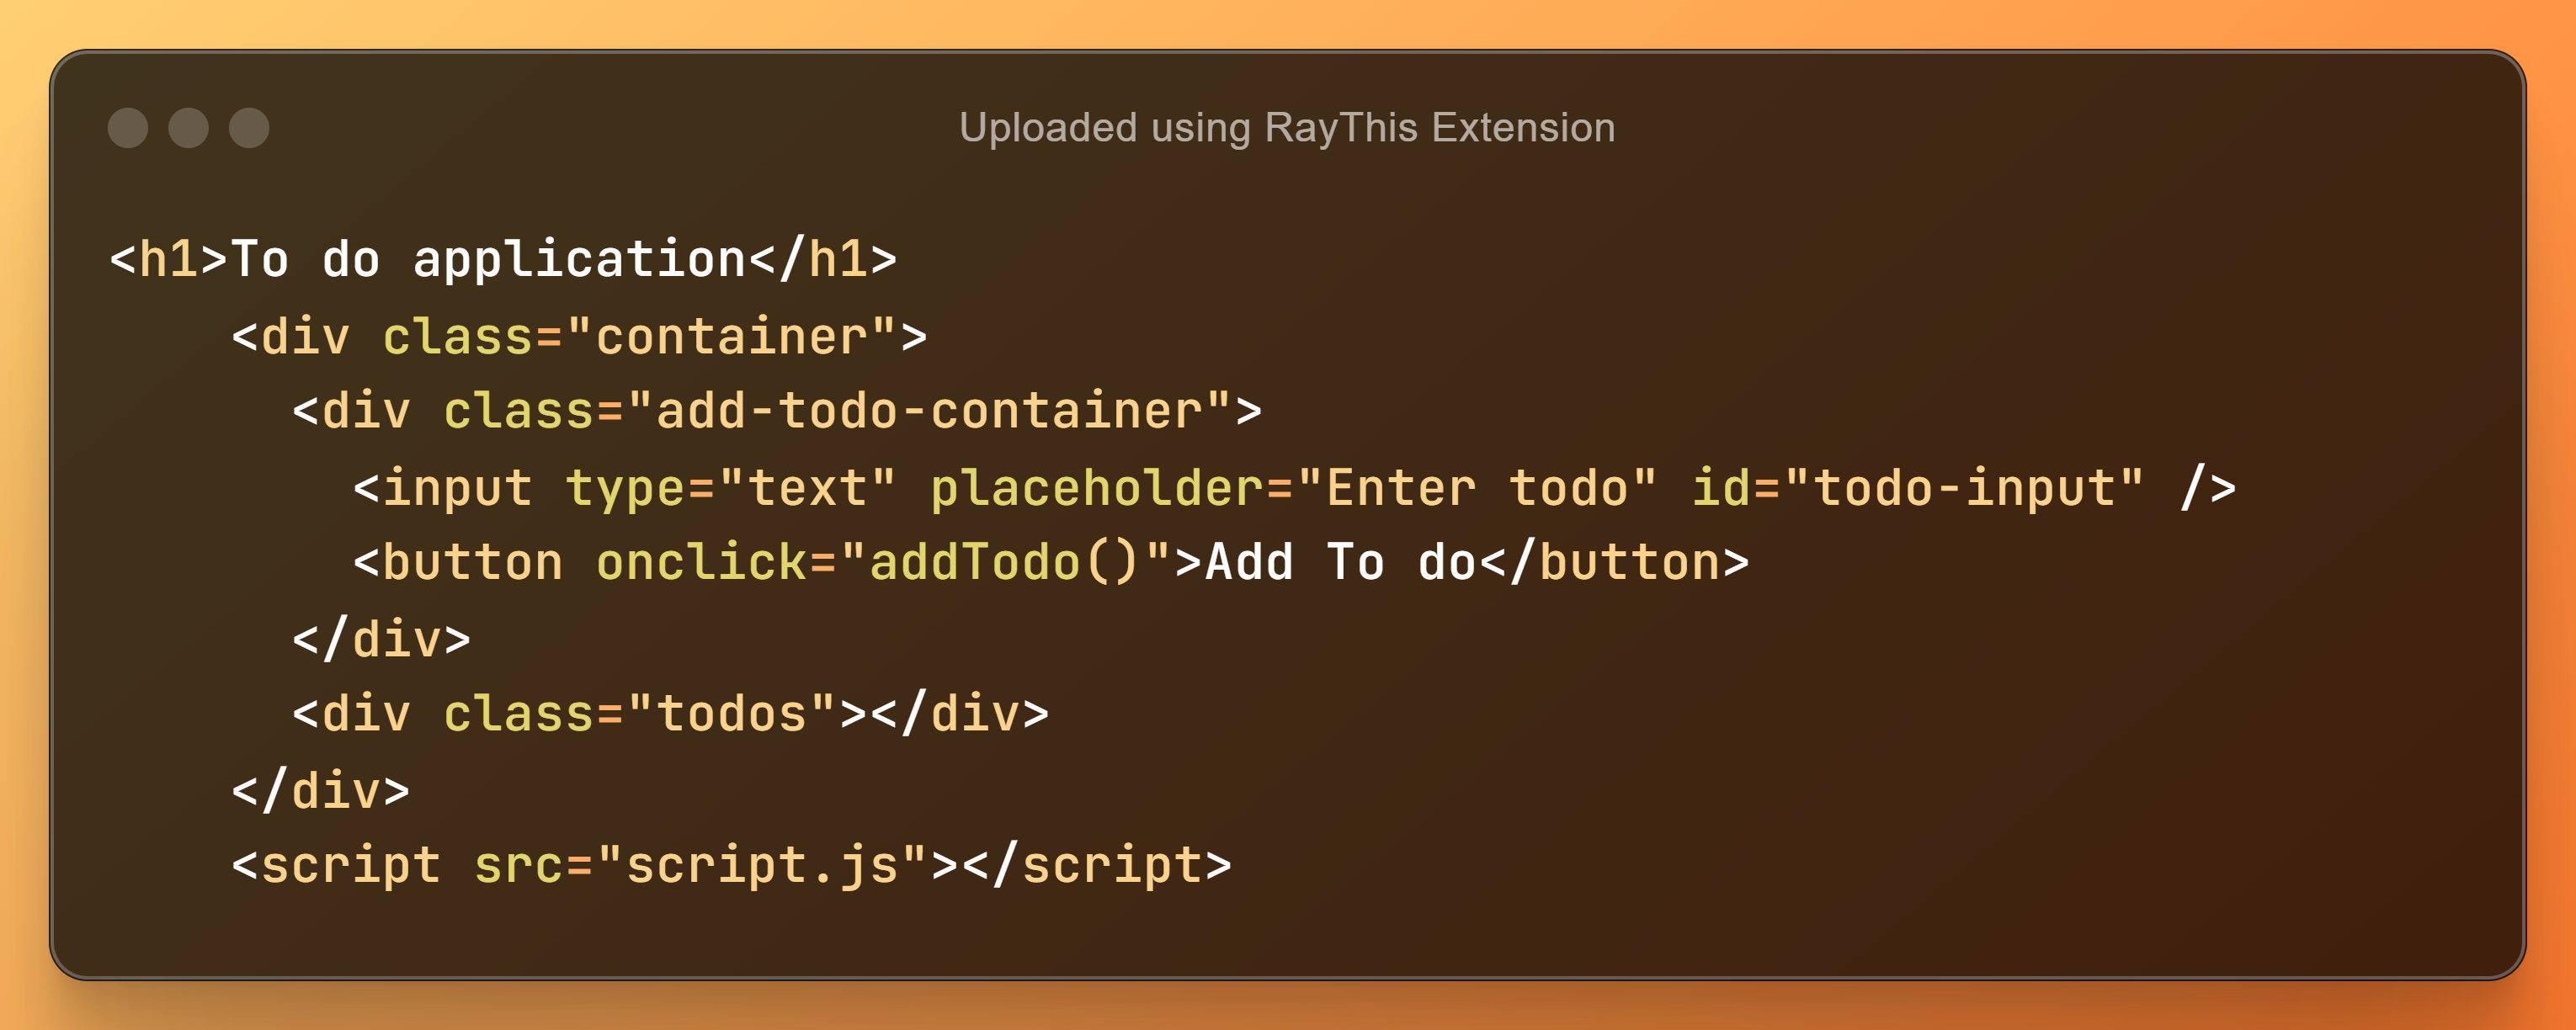 Uploaded using RayThis Extension
<h1>To do application</h1>
    <div class="container">
      <div class="add-todo-container">
        <input type="text" placeholder="Enter todo" id="todo-input" />
        <button onclick="addTodo()">Add To do</button>
      </div>
      <div class="todos"></div>
    </div>
    <script src="script.js"></script>